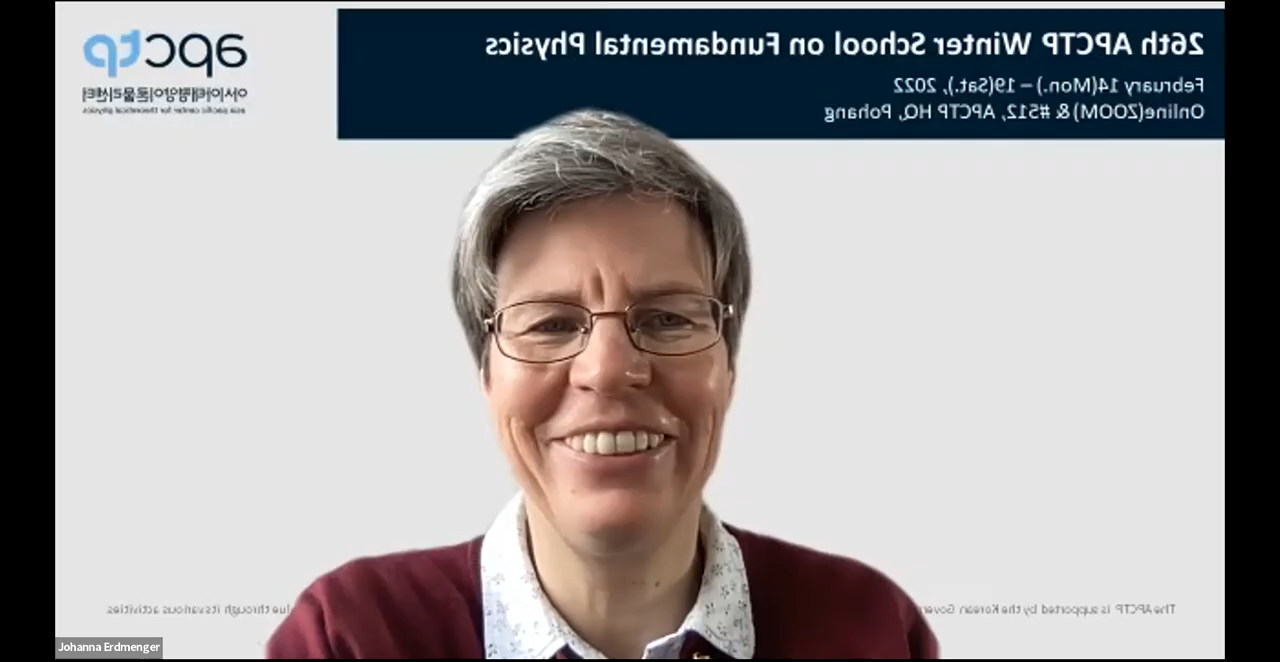 apctp
아시아태평양이론물리센터
asia pacific center for theoretical physics
26th APCTP Winter School on Fundamental Physics
February 14(Mon.) – 19(Sat.), 2022
Online(ZOOM) & #512, APCTP HQ, Pohang
The APCTP is supported by the Korean Gover
lue through its various activities
Johanna Erdmenger